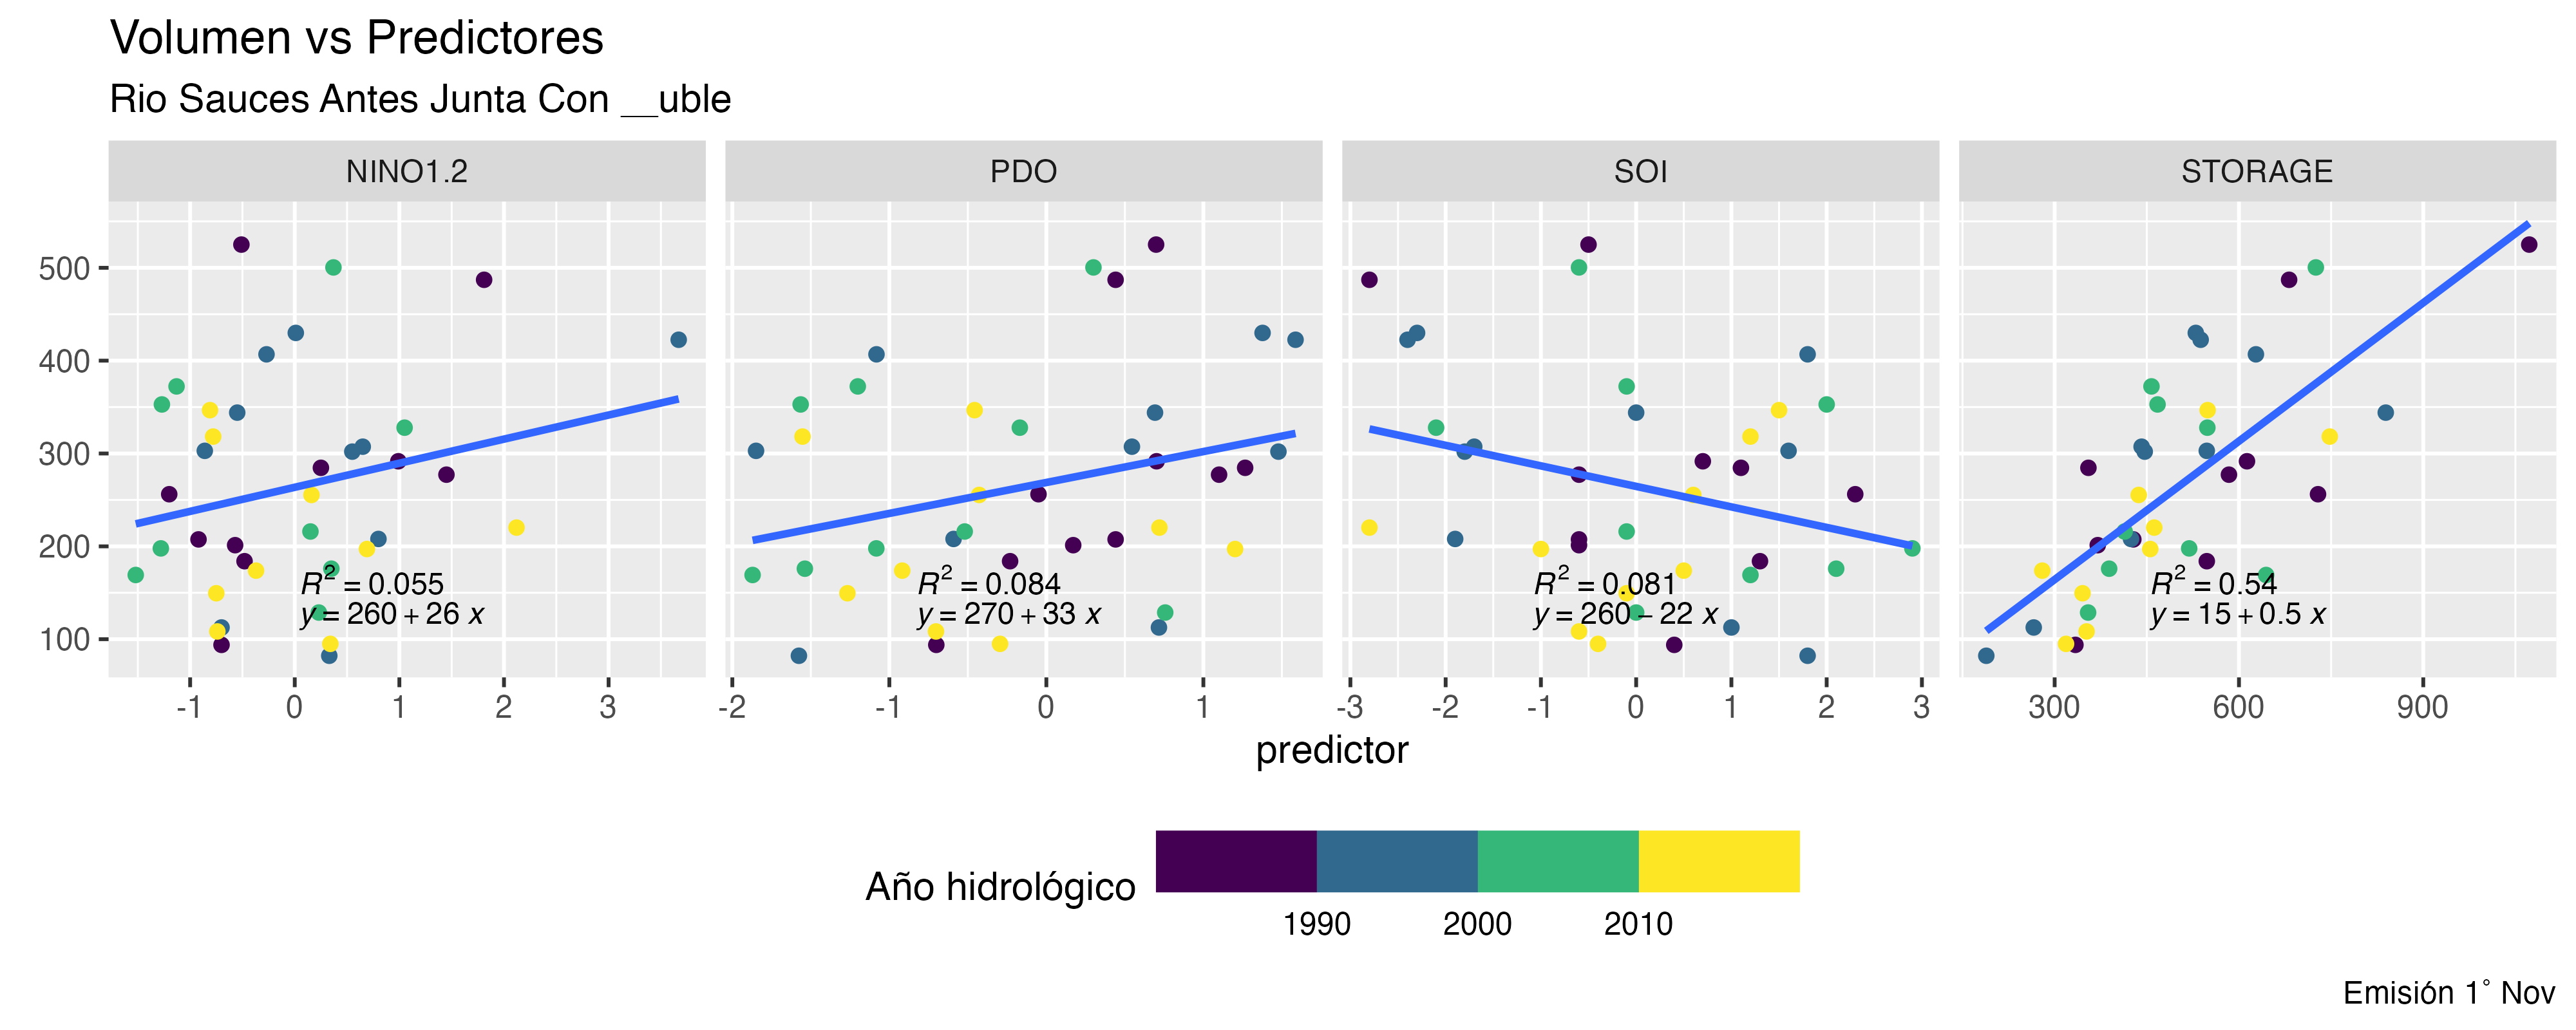 Volumen vs Predictores
Rio Sauces Antes Junta Con __uble
NINO1.2 PDO SOI STORAGE
500
400
300
200
100
R² = 0.055 R² = 0.084 R² = 0.081 R² = 0.54
y = 260 + 26 x y = 270 + 33 x y = 260 − 22 x y = 15 + 0.5 x
-1 0 1 2 3 -2 -1 0 1 -3 -2 -1 0 1 2 3 300 600 900
predictor
Año hidrológico
1990 2000 2010
Emisión 1° Nov